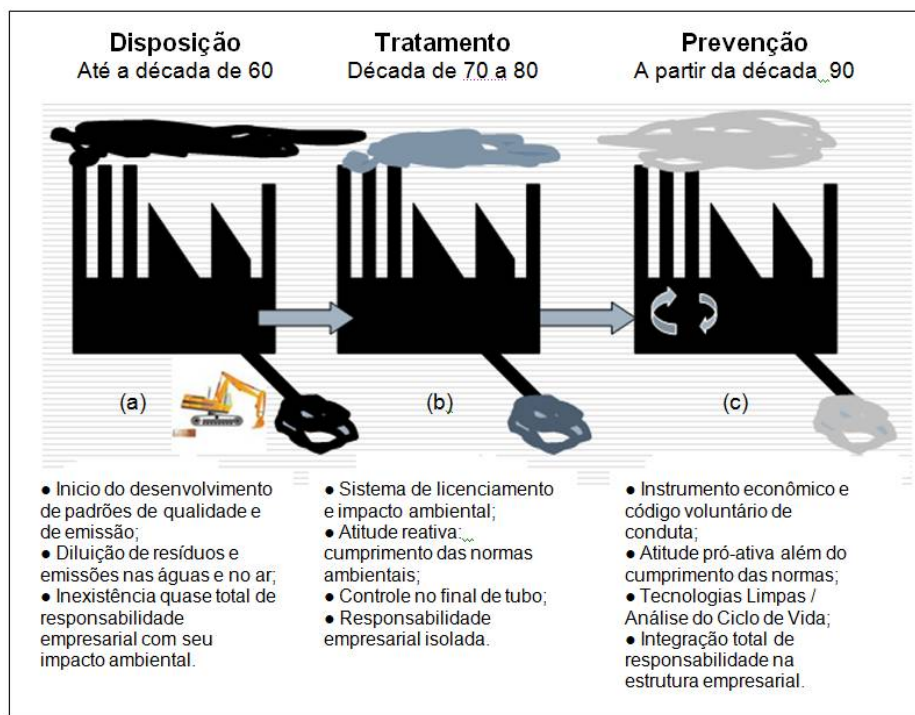 Disposição
Até a década de 60
Tratamento
Década de 70 a 80
Prevenção
A partir da década 90
(a)
(b)
(c)
● Inicio do desenvolvimento
de padrões de qualidade e
de emissão;
● Diluição de resíduos e
emissões nas águas e no ar;
● Inexistência quase total de
responsabilidade
empresarial com seu
impacto ambiental.
● Sistema de licenciamento
e impacto ambiental;
● Atitude reativa:
cumprimento das normas
ambientais;
● Controle no final de tubo;
● Responsabilidade
empresarial isolada.
● Instrumento econômico e
código voluntário de
conduta;
● Atitude pró-ativa além do
cumprimento das normas;
● Tecnologias Limpas /
Análise do Ciclo de Vida;
● Integração total de
responsabilidade na
estrutura empresarial.